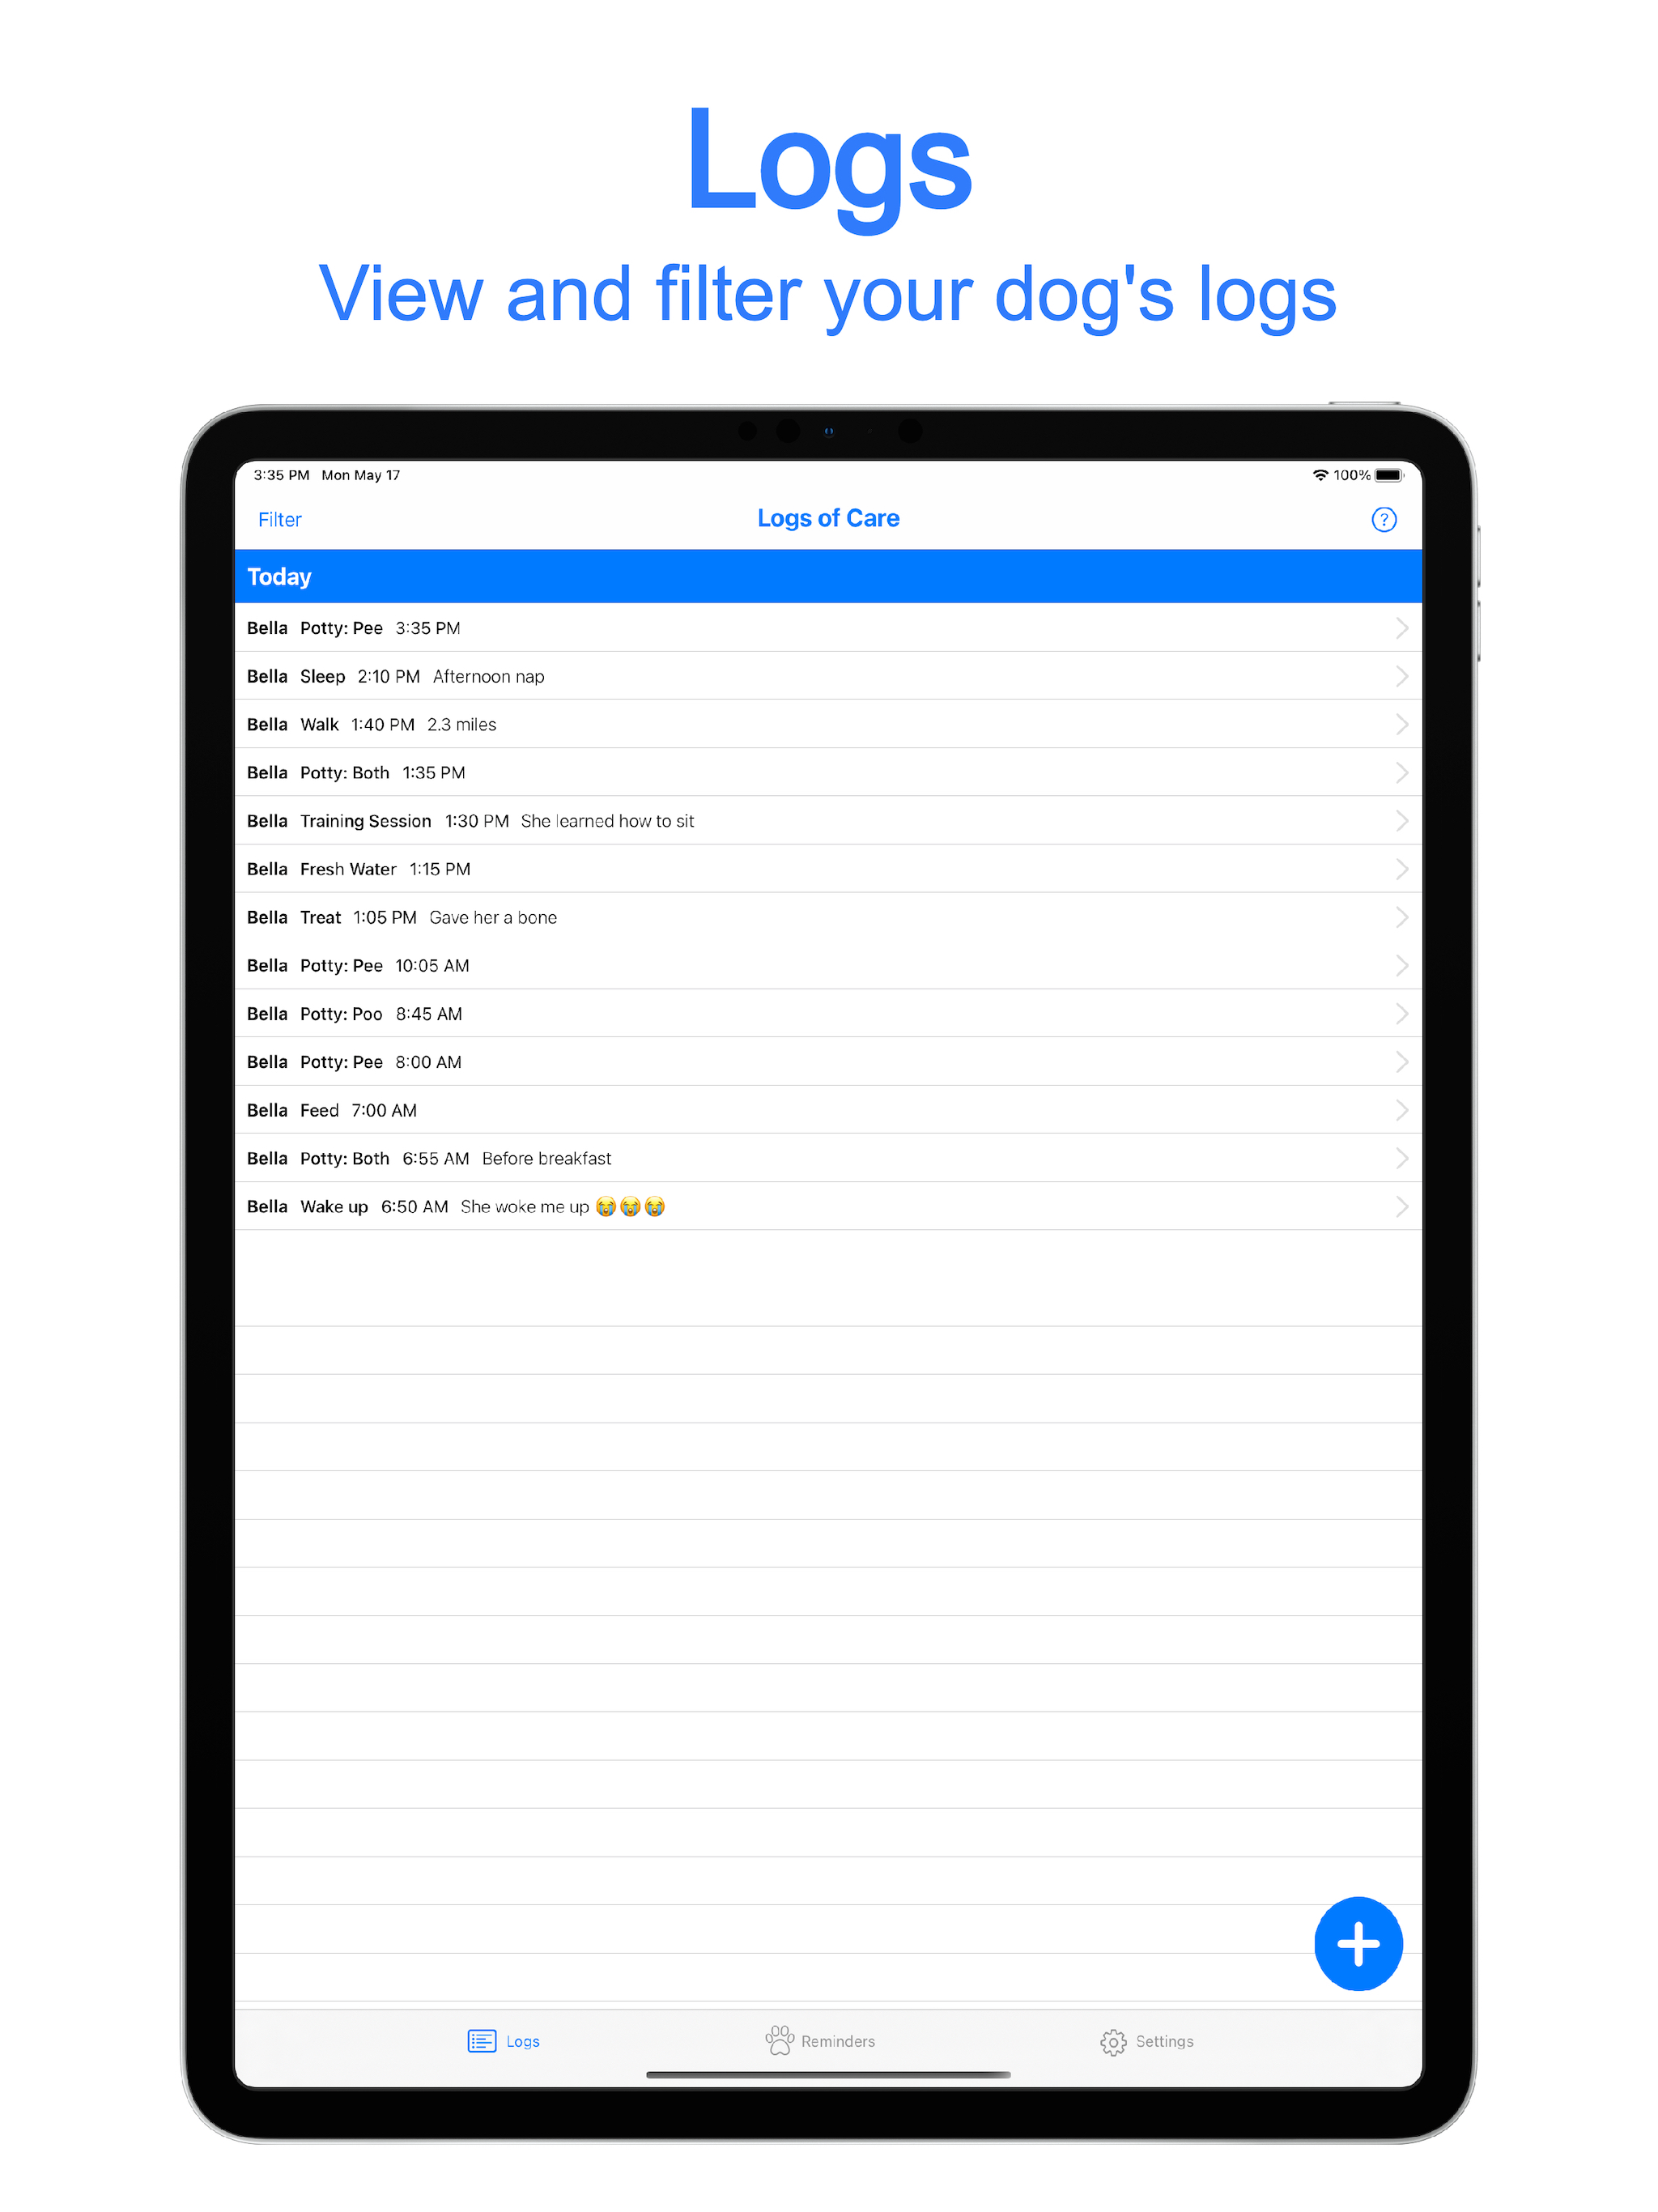 Logs
View and filter your dog's logs
3:35 PM Mon May 17 100%
Filter Logs of Care ?
Today
Bella Potty: Pee 3:35 PM
Bella Sleep 2:10 PM Afternoon nap
Bella Walk 1:40 PM 2.3 miles
Bella Potty: Both 1:35 PM
Bella Training Session 1:30 PM She learned how to sit
Bella Fresh Water 1:15 PM
Bella Treat 1:05 PM Gave her a bone
Bella Potty: Pee 10:05 AM
Bella Potty: Poo 8:45 AM
Bella Potty: Pee 8:00 AM
Bella Feed 7:00 AM
Bella Potty: Both 6:55 AM Before breakfast
Bella Wake up 6:50 AM She woke me up 😭😭😭
Logs Reminders Settings